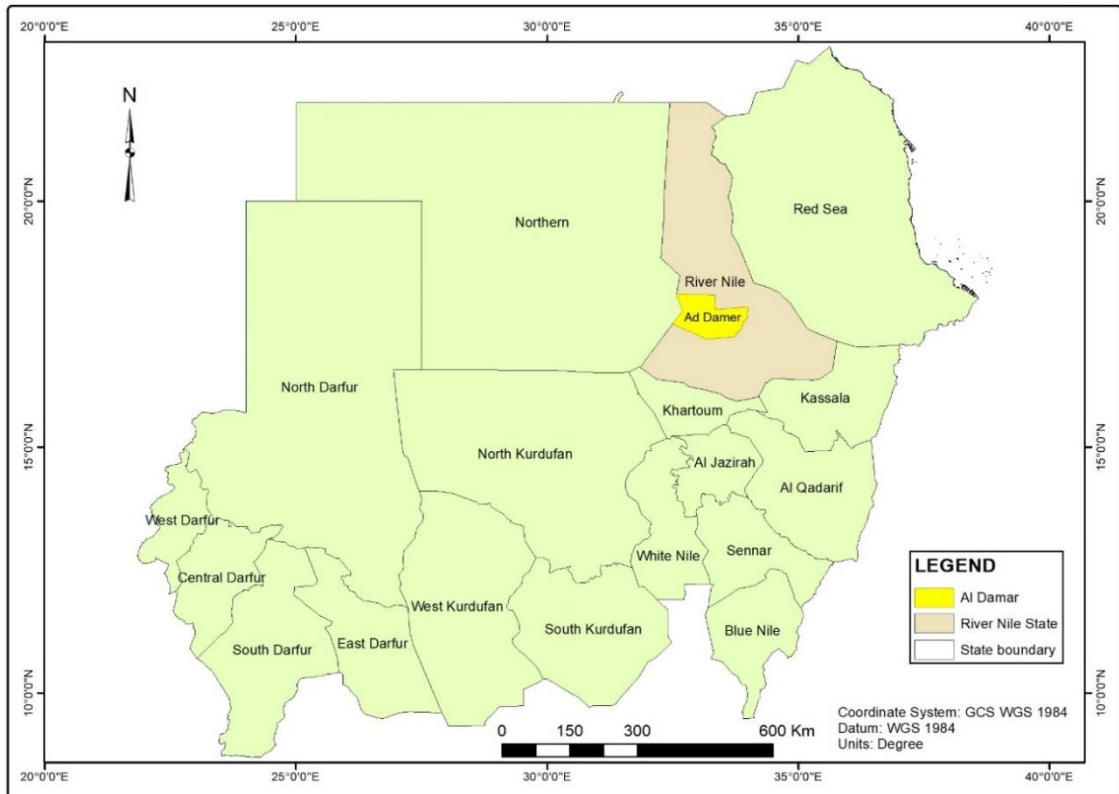 20°0'0"E 25°0'0"E 30°0'0"E 35°0'0"E 40°0'0"E
N
20°0'0"N 20°0'0"N
Northern
Red Sea
River Nile
Ad Damer
North Darfur
Khartoum
Kassala
15°0'0"N 15°0'0"N
North Kurdufan
Al Jazirah
Al Qadarif
West Darfur
White Nile
Sennar
Central Darfur
West Kurdufan
South Kurdufan
Blue Nile
South Darfur
East Darfur
LEGEND
Al Damar
River Nile State
State boundary
10°0'0"N 10°0'0"N
0 150 300 600 Km
Coordinate System: GCS WGS 1984
Datum: WGS 1984
Units: Degree
20°0'0"E 25°0'0"E 30°0'0"E 35°0'0"E 40°0'0"E